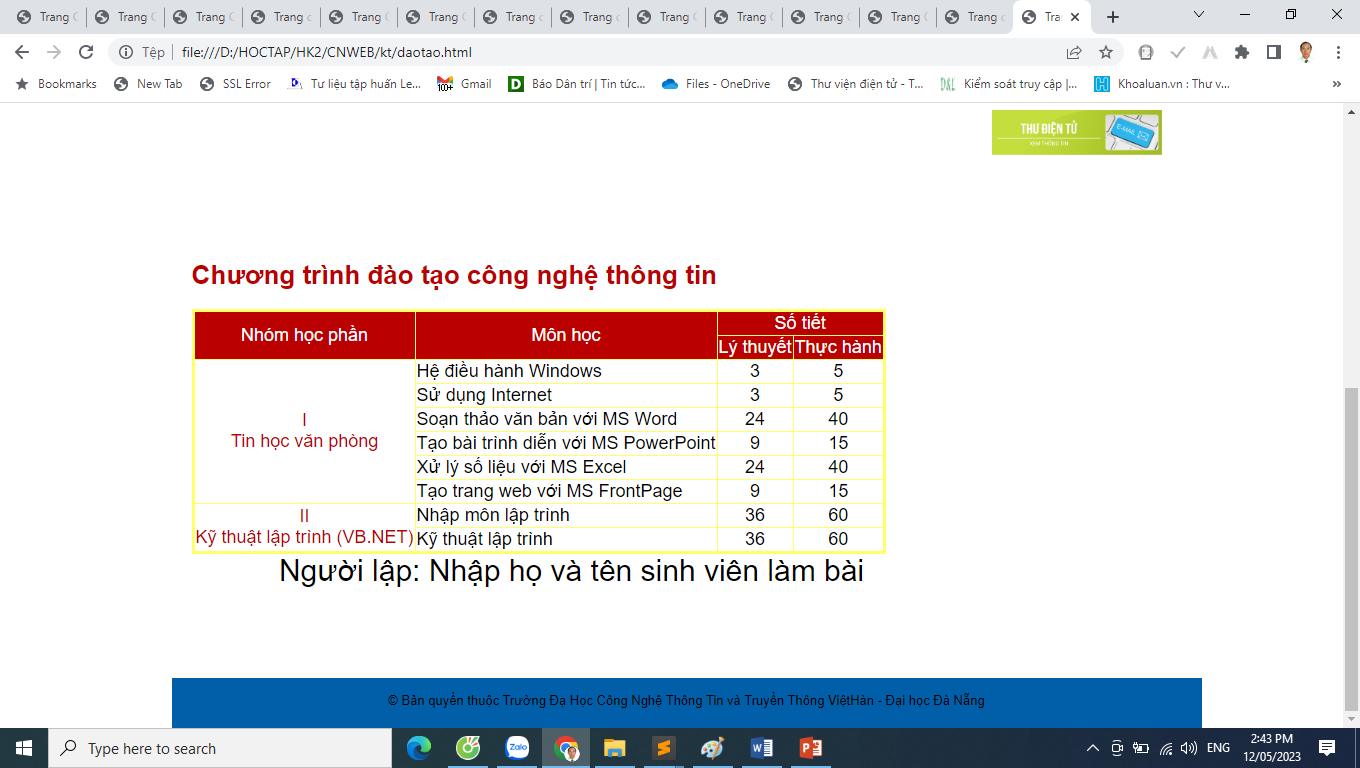 Trang Trang Trang Trang Trang Trang Trang Trang Trang Trang Trang Trang Trang Tra
Tệp file:///D:/HOCTAP/HK2/CNWEB/kt/daotao.html
Bookmarks New Tab SSL Error Tư liệu tập huấn Le... Gmail Báo Dân trí | Tin tức... Files - OneDrive Thư viện điện tử - T... Kiểm soát truy cập |... Khoaluan.vn : Thư v... »
THƯ ĐIỆN TỬ
XEM THÔNG TIN
E-MAIL
Chương trình đào tạo công nghệ thông tin
Nhóm học phần Môn học Số tiết
Lý thuyết Thực hành
Hệ điều hành Windows 3 5
Sử dụng Internet 3 5
I
Tin học văn phòng
Soạn thảo văn bản với MS Word 24 40
Tạo bài trình diễn với MS PowerPoint 9 15
Xử lý số liệu với MS Excel 24 40
Tạo trang web với MS FrontPage 9 15
II
Kỹ thuật lập trình (VB.NET)
Nhập môn lập trình 36 60
Kỹ thuật lập trình 36 60
Người lập: Nhập họ và tên sinh viên làm bài
© Bản quyền thuộc Trường Đạ Học Công Nghệ Thông Tin và Truyền Thông ViệtHàn - Đại học Đà Nẵng
Type here to search Zalo ENG 2:43 PM
12/05/2023